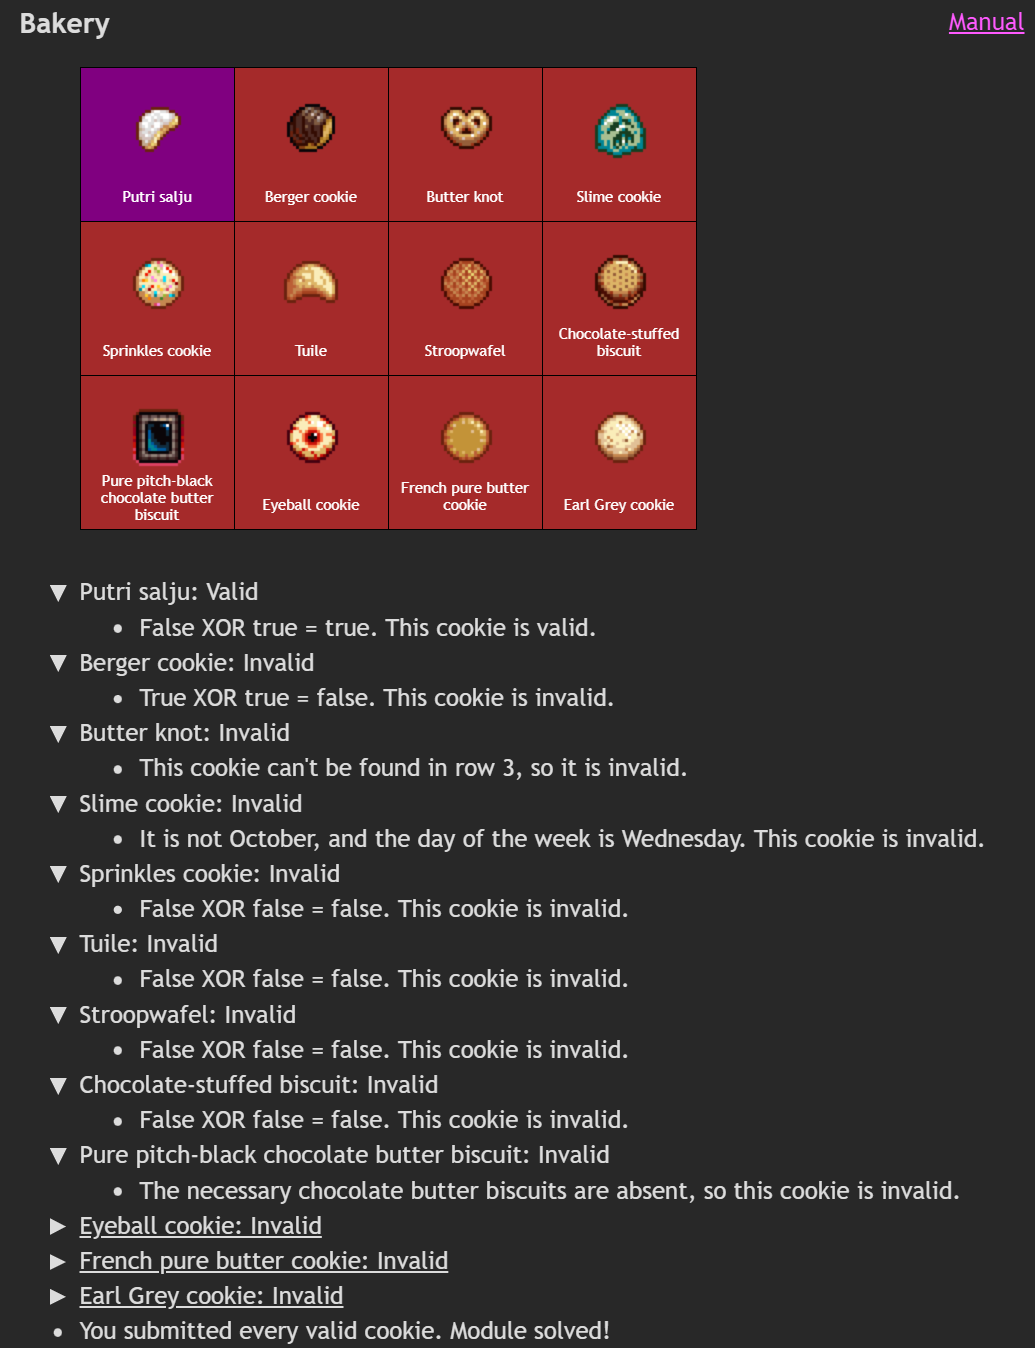 Bakery
Manual
Putri salju
Berger cookie
Butter knot
Slime cookie
Sprinkles cookie
Tuile
Stroopwafel
Chocolate-stuffed
biscuit
Pure pitch-black
chocolate butter
biscuit
Eyeball cookie
French pure butter
cookie
Earl Grey cookie
▼ Putri salju: Valid
• False XOR true = true. This cookie is valid.
▼ Berger cookie: Invalid
• True XOR true = false. This cookie is invalid.
▼ Butter knot: Invalid
• This cookie can't be found in row 3, so it is invalid.
▼ Slime cookie: Invalid
• It is not October, and the day of the week is Wednesday. This cookie is invalid.
▼ Sprinkles cookie: Invalid
• False XOR false = false. This cookie is invalid.
▼ Tuile: Invalid
• False XOR false = false. This cookie is invalid.
▼ Stroopwafel: Invalid
• False XOR false = false. This cookie is invalid.
▼ Chocolate-stuffed biscuit: Invalid
• False XOR false = false. This cookie is invalid.
▼ Pure pitch-black chocolate butter biscuit: Invalid
• The necessary chocolate butter biscuits are absent, so this cookie is invalid.
▶ Eyeball cookie: Invalid
▶ French pure butter cookie: Invalid
▶ Earl Grey cookie: Invalid
• You submitted every valid cookie. Module solved!